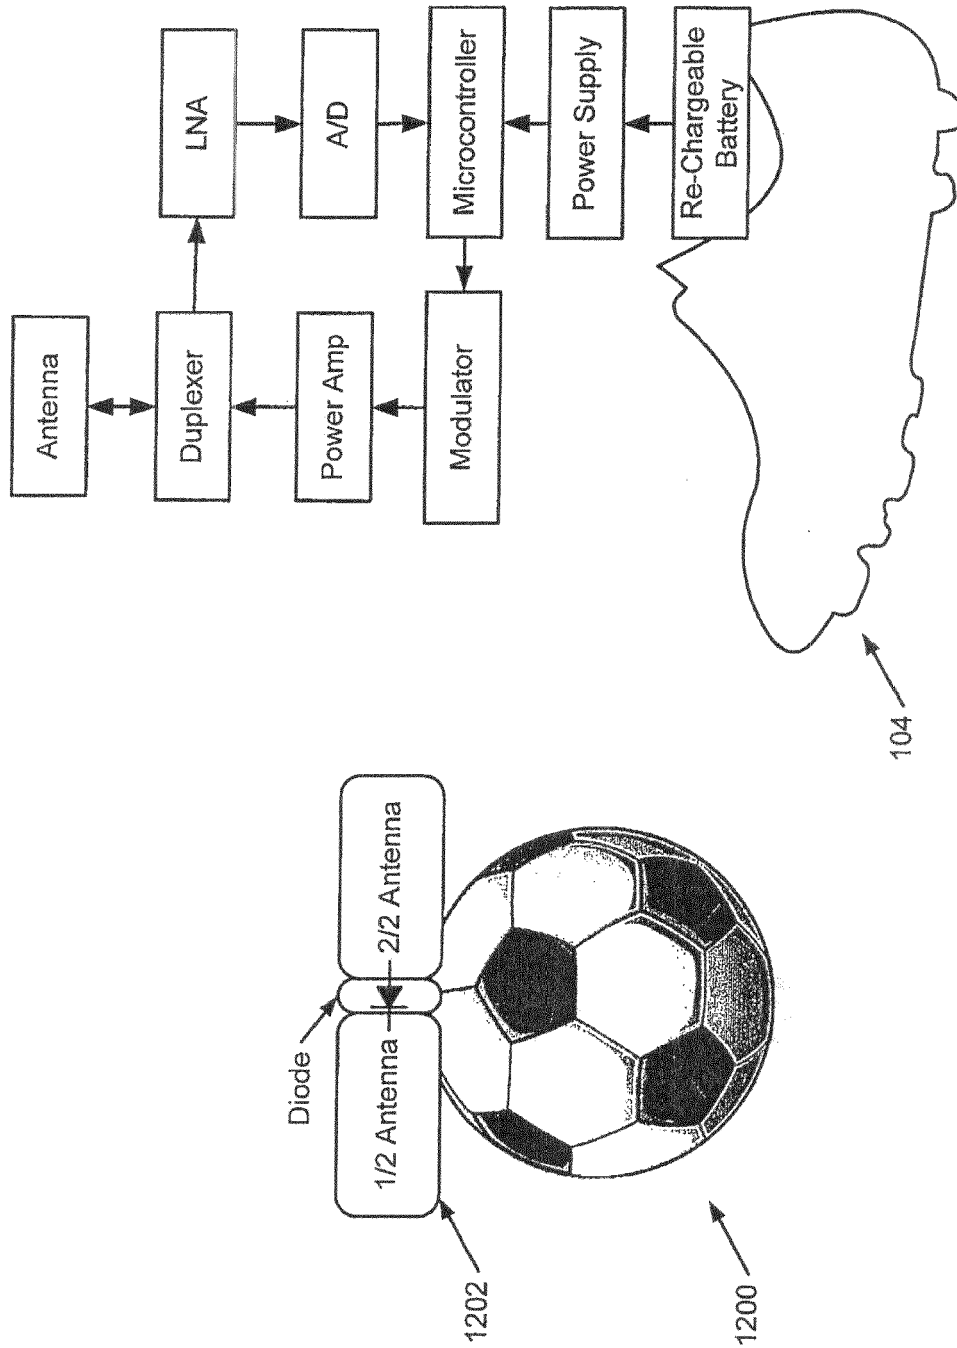 Antenna
Duplexer
LNA
Power Amp
A/D
Modulator
Microcontroller
Power Supply
Re-Chargeable
Battery
104
Diode
1/2 Antenna
2/2 Antenna
1202
1200